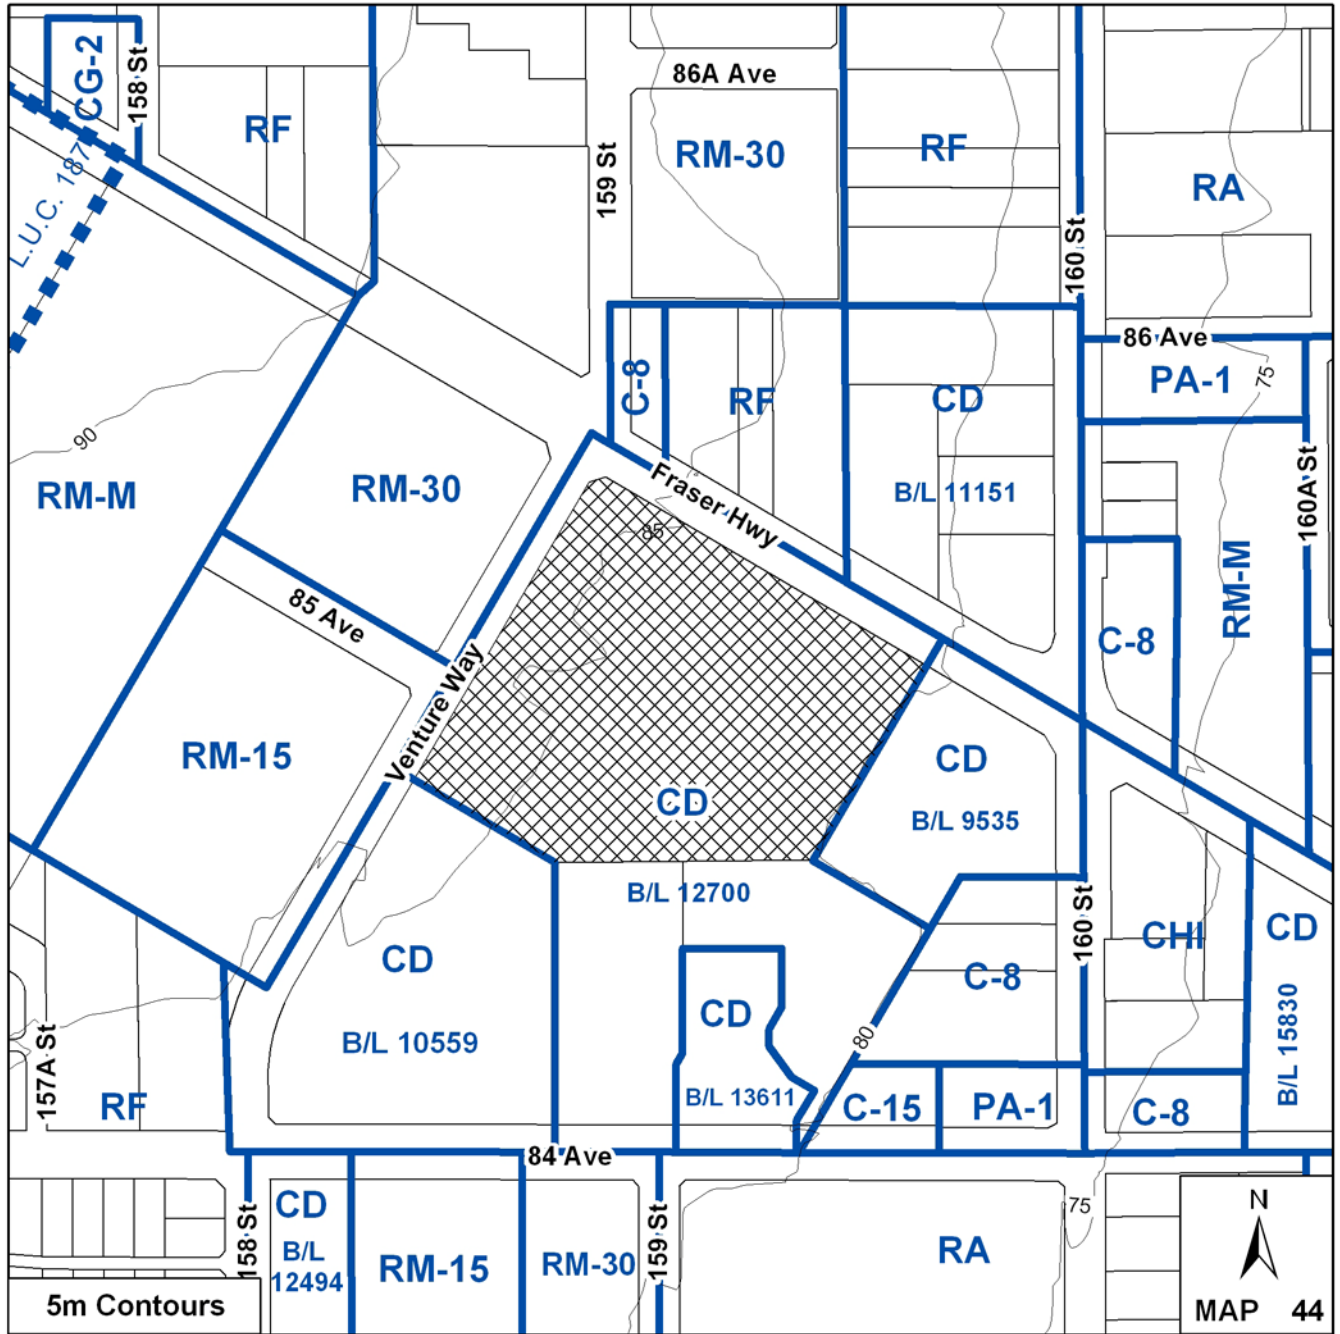 CG-2
158 St
RF
86A Ave
RM-30
159 St
RF
RA
L.U.C. 187
160 St
86 Ave
PA-1
75
C-8
RF
CD
B/L 11151
90
RM-M
RM-30
Fraser Hwy
85
160A St
RM-M
C-8
85 Ave
Venture Way
RM-15
CD
B/L 9535
CD
B/L 12700
160 St
CHI
CD
B/L 15830
CD
B/L 10559
C-8
CD
B/L 13611
80
157A St
RF
C-15
PA-1
C-8
84 Ave
158 St
CD
B/L
12494
RM-15
RM-30
159 St
RA
75
N
MAP 44
5m Contours